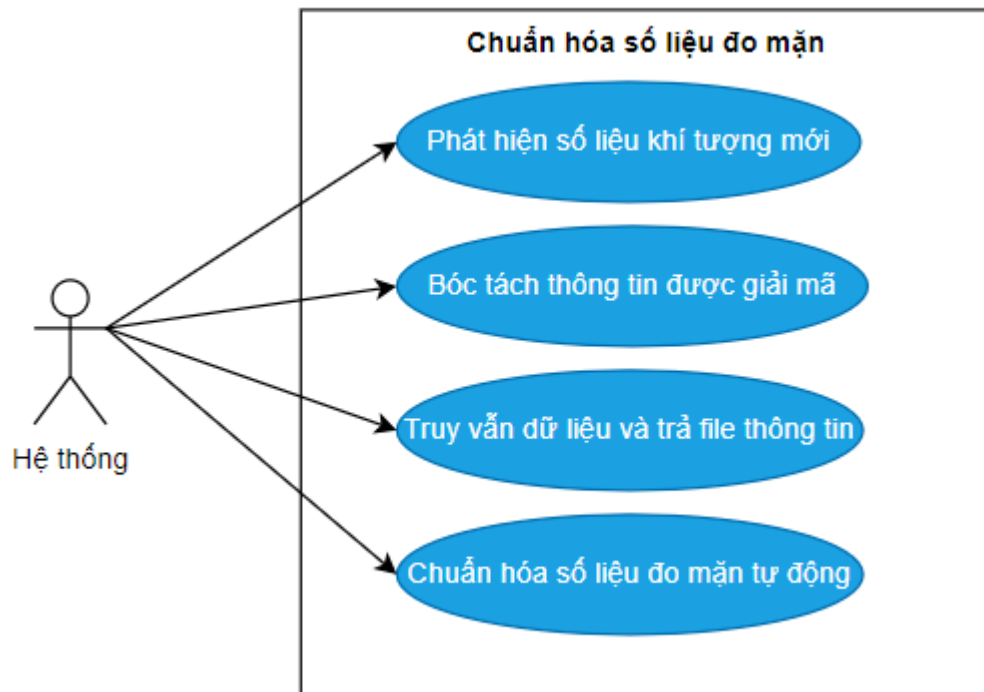 Chuẩn hóa số liệu đo mặn
Phát hiện số liệu khí tượng mới
Bóc tách thông tin được giải mã
Truy vẫn dữ liệu và trả file thông tin
Chuẩn hóa số liệu đo mặn tự động
Hệ thống